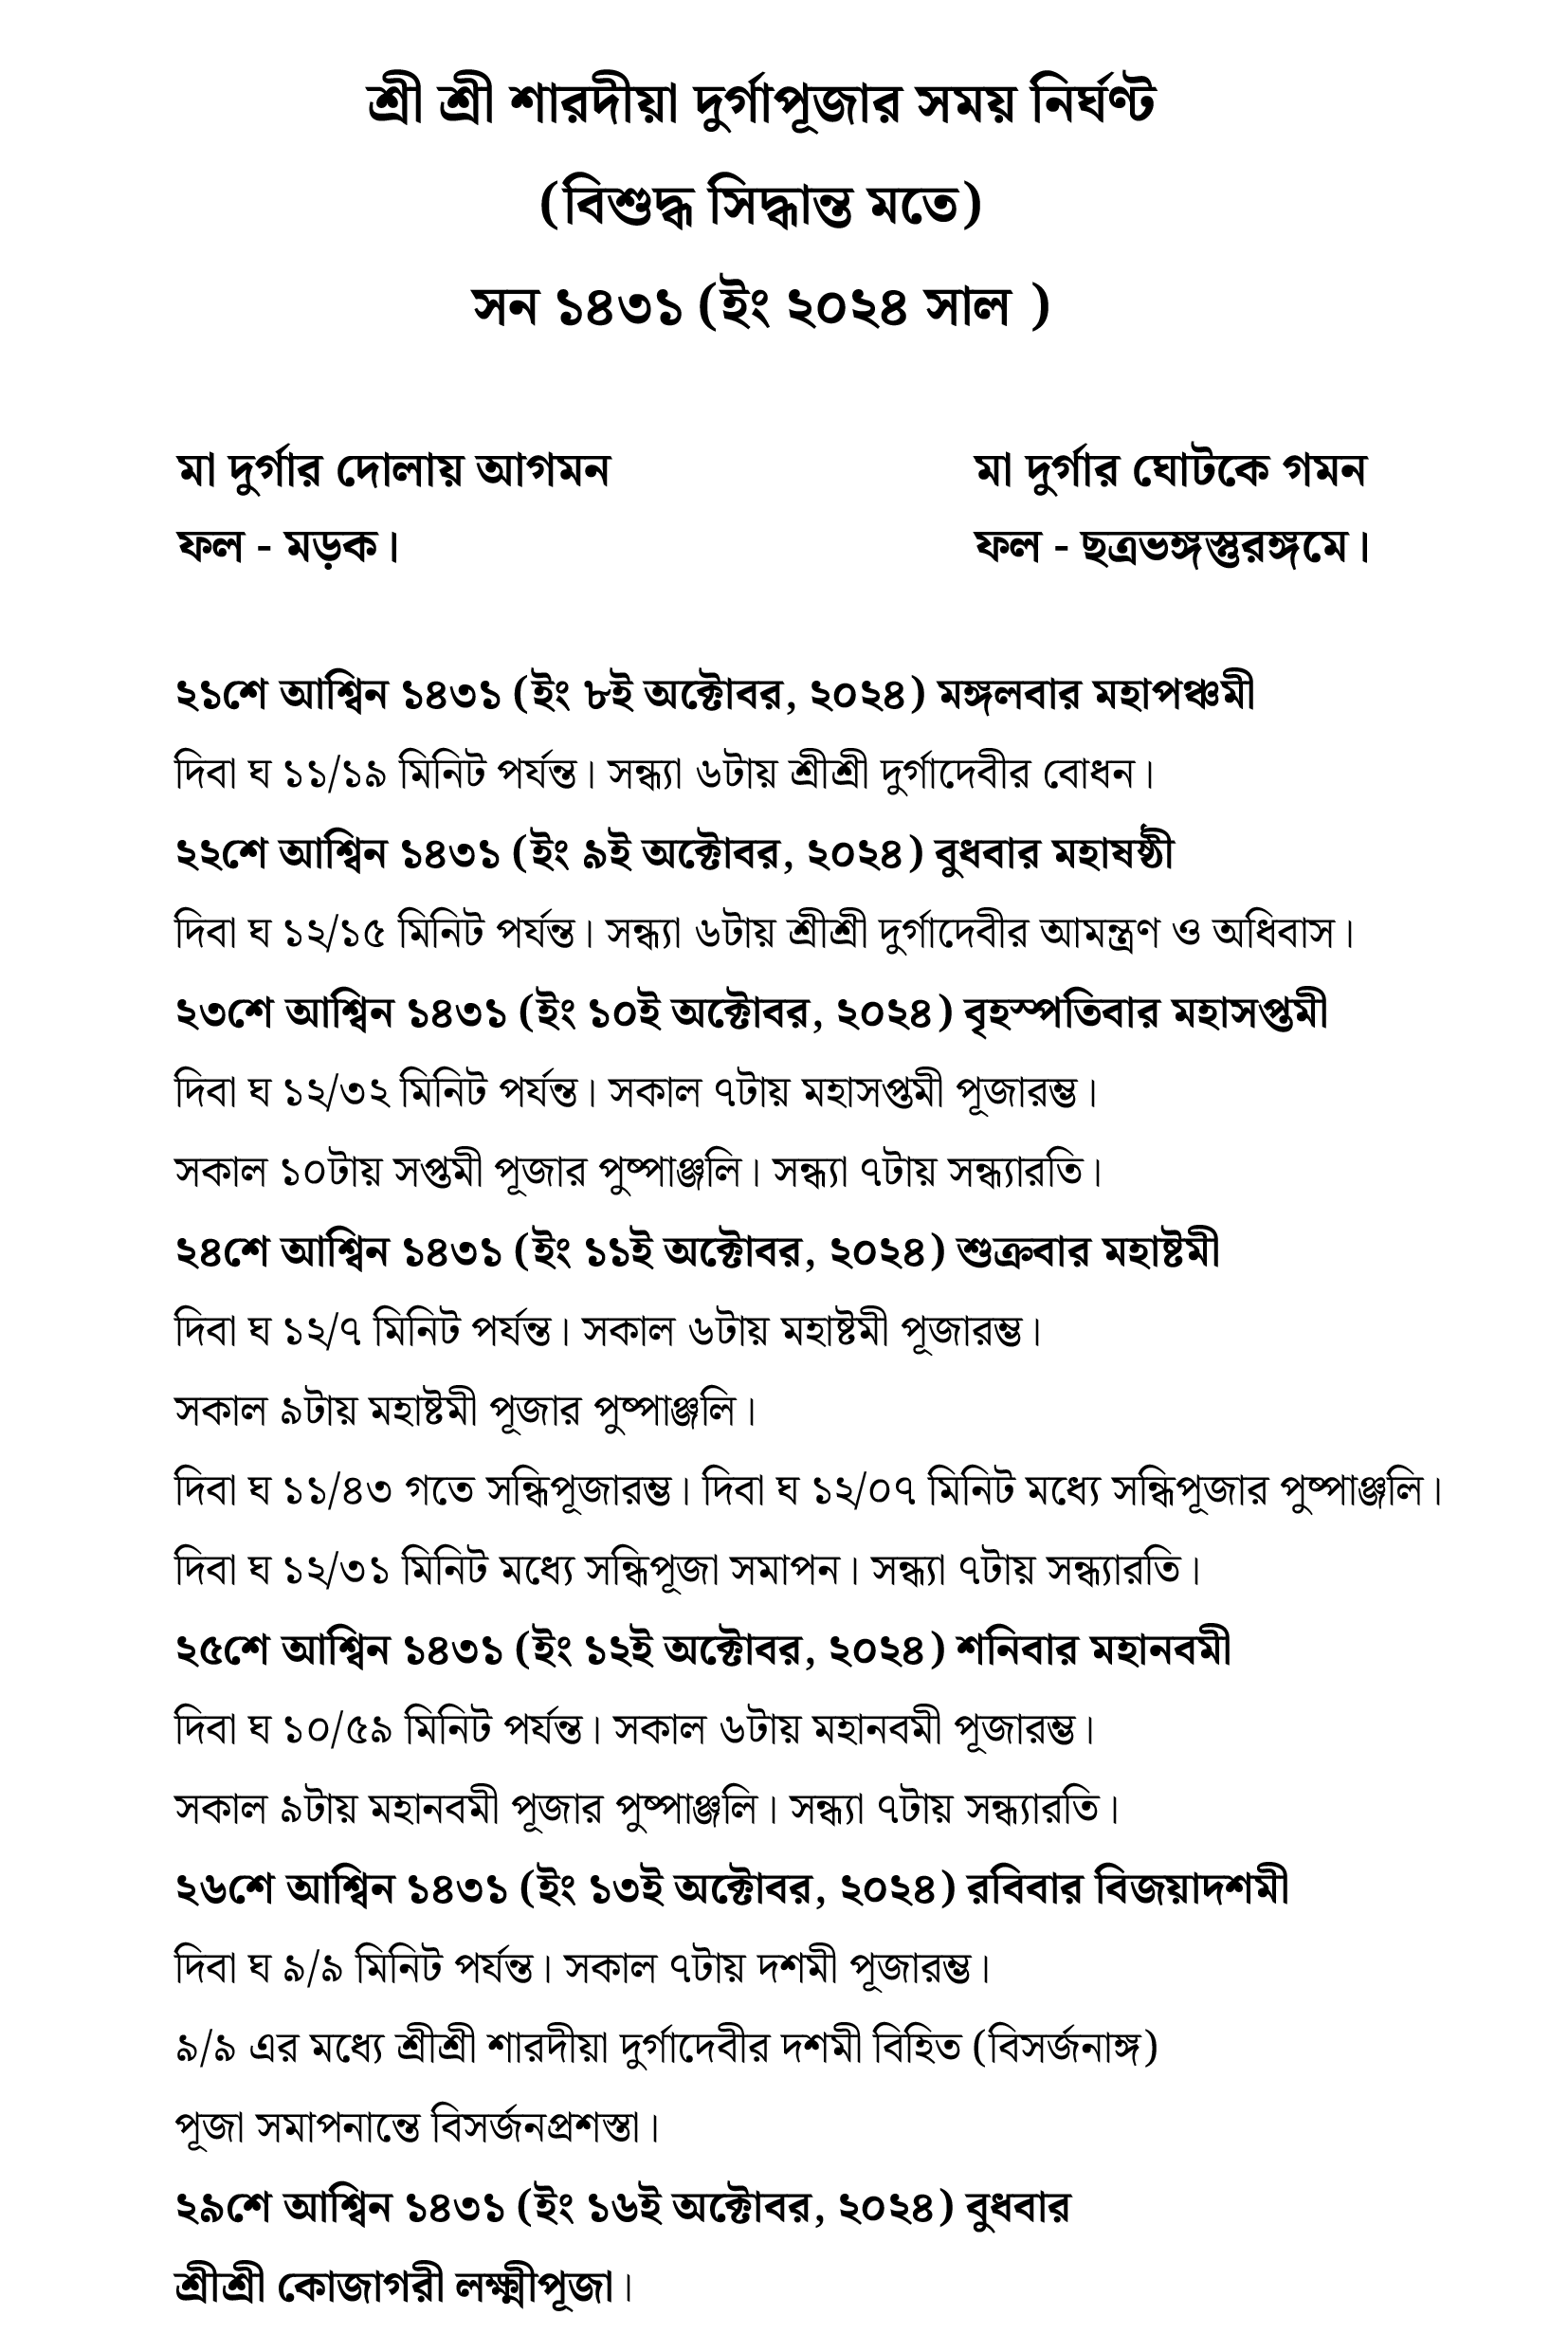 শ্রী শ্রী শারদীয়া দুর্গাপূজার সময় নির্ঘণ্ট
(বিশুদ্ধ সিদ্ধান্ত মতে)
সন ১৪৩১ (ইং ২০২৪ সাল )
মা দুর্গার দোলায় আগমন
ফল - মড়ক।
মা দুর্গার ঘোটকে গমন
ফল - ছত্রভঙ্গস্তুরঙ্গমে।
২১শে আশ্বিন ১৪৩১ (ইং ৮ই অক্টোবর, ২০২৪) মঙ্গলবার মহাপঞ্চমী
দিবা ঘ ১১/১৯ মিনিট পর্যন্ত। সন্ধ্যা ৬টায় শ্রীশ্রী দুর্গাদেবীর বোধন।
২২শে আশ্বিন ১৪৩১ (ইং ৯ই অক্টোবর, ২০২৪) বুধবার মহাষষ্ঠী
দিবা ঘ ১২/১৫ মিনিট পর্যন্ত। সন্ধ্যা ৬টায় শ্রীশ্রী দুর্গাদেবীর আমন্ত্রণ ও অধিবাস।
২৩শে আশ্বিন ১৪৩১ (ইং ১০ই অক্টোবর, ২০২৪) বৃহস্পতিবার মহাসপ্তমী
দিবা ঘ ১২/৩২ মিনিট পর্যন্ত। সকাল ৭টায় মহাসপ্তমী পূজারম্ভ।
সকাল ১০টায় সপ্তমী পূজার পুষ্পাঞ্জলি। সন্ধ্যা ৭টায় সন্ধ্যারতি।
২৪শে আশ্বিন ১৪৩১ (ইং ১১ই অক্টোবর, ২০২৪) শুক্রবার মহাষ্টমী
দিবা ঘ ১২/৭ মিনিট পর্যন্ত। সকাল ৬টায় মহাষ্টমী পূজারম্ভ।
সকাল ৯টায় মহাষ্টমী পূজার পুষ্পাঞ্জলি।
দিবা ঘ ১১/৪৩ গতে সন্ধিপূজারম্ভ। দিবা ঘ ১২/০৭ মিনিট মধ্যে সন্ধিপূজার পুষ্পাঞ্জলি।
দিবা ঘ ১২/৩১ মিনিট মধ্যে সন্ধিপূজা সমাপন। সন্ধ্যা ৭টায় সন্ধ্যারতি।
২৫শে আশ্বিন ১৪৩১ (ইং ১২ই অক্টোবর, ২০২৪) শনিবার মহানবমী
দিবা ঘ ১০/৫৯ মিনিট পর্যন্ত। সকাল ৬টায় মহানবমী পূজারম্ভ।
সকাল ৯টায় মহানবমী পূজার পুষ্পাঞ্জলি। সন্ধ্যা ৭টায় সন্ধ্যারতি।
২৬শে আশ্বিন ১৪৩১ (ইং ১৩ই অক্টোবর, ২০২৪) রবিবার বিজয়াদশমী
দিবা ঘ ৯/৯ মিনিট পর্যন্ত। সকাল ৭টায় দশমী পূজারম্ভ।
৯/৯ এর মধ্যে শ্রীশ্রী শারদীয়া দুর্গাদেবীর দশমী বিহিত (বিসর্জনাঙ্গ)
পূজা সমাপনান্তে বিসর্জনপ্রশস্তা।
২৯শে আশ্বিন ১৪৩১ (ইং ১৬ই অক্টোবর, ২০২৪) বুধবার
শ্রীশ্রী কোজাগরী লক্ষ্মীপূজা।